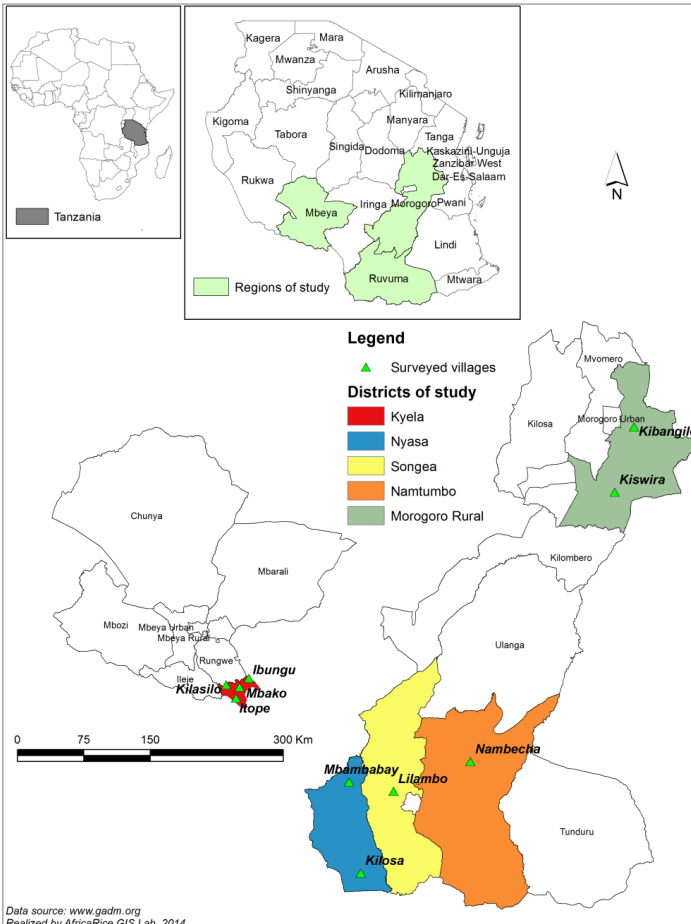 Tanzania
Kagera
Mara
Mwanza
Arusha
Shinyanga
Kilimanjaro
Kigoma
Manyara
Tabora
Tanga
Singida
Dodoma
Kaskazini-Unguja
Zanzibar West
Dar-Es-Salaam
Rukwa
Iringa
Morogoro
Pwani
Mbeya
Lindi
Ruvuma
Mtwara
Regions of study
N
Legend
Surveyed villages
Districts of study
Kyela
Nyasa
Songea
Namtumbo
Morogoro Rural
Mvomero
Kilosa
Morogoro Urban
Kibangile
Kiswira
Kilombero
Ulanga
Chunya
Mbarali
Mbozi
Mbeya Urban
Mbeya Rural
Rungwe
Ileje
Ibungu
Kilasilo
Mbako
Itope
0 75 150 300 Km
Nambecha
Mbambabay
Lilambo
Tunduru
Kilosa
Data source: www.gadm.org
Realized by AfricaRice GIS Lab, 2014